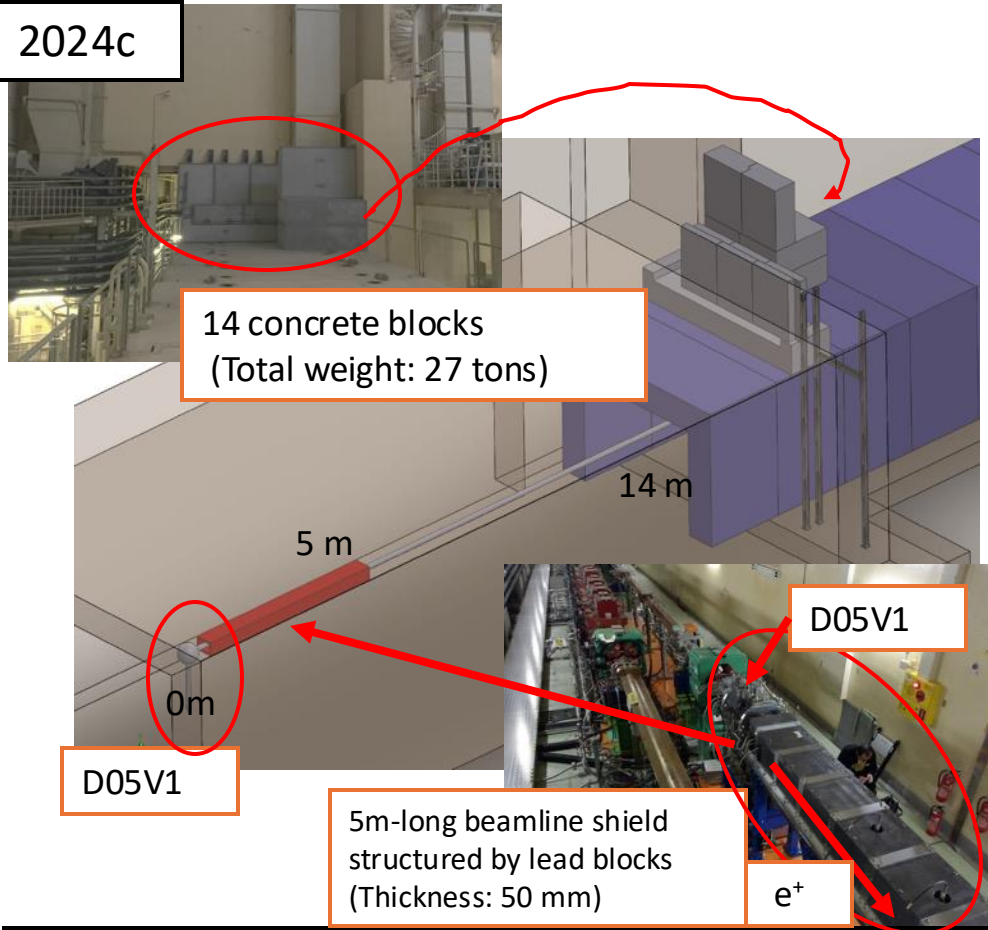 2024c
14 concrete blocks
(Total weight: 27 tons)
14 m
5 m
D05V1
0m
D05V1
5m-long beamline shield
structured by lead blocks
(Thickness: 50 mm)
e⁺